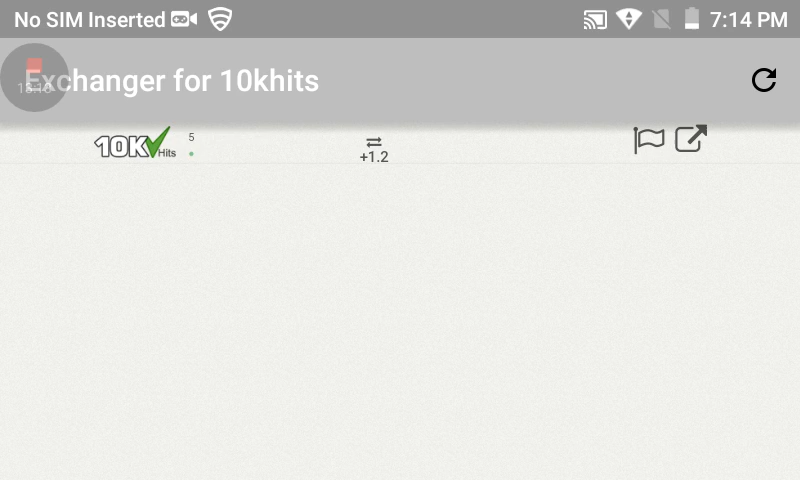 No SIM Inserted
7:14 PM
Exchanger for 10khits
10K Hits
5
+1.2